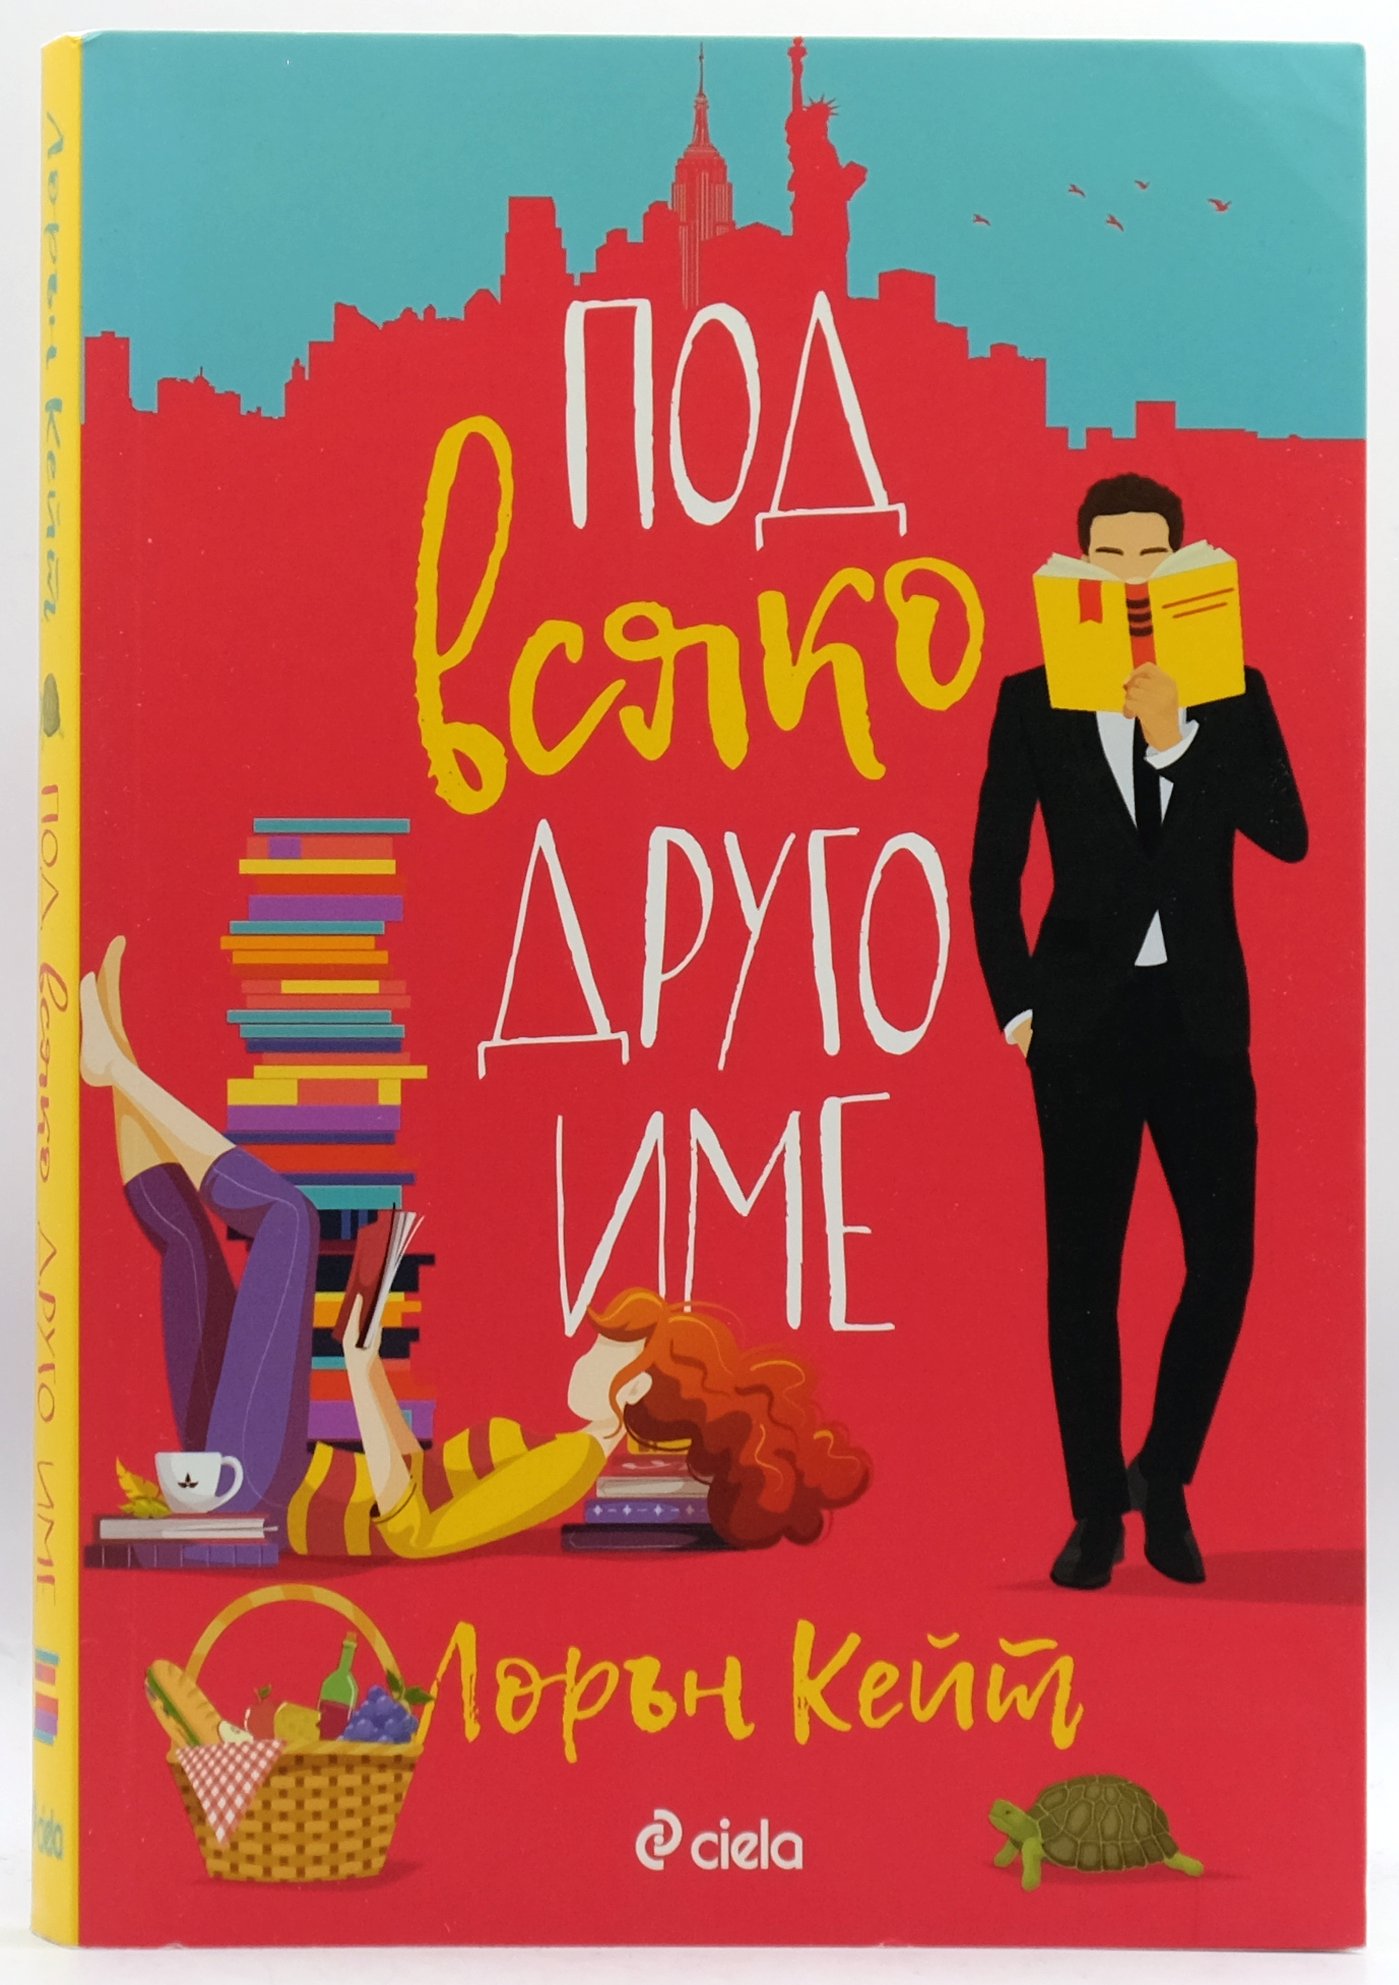 ПОД
всяко
ДРУГО
ИМЕ
Лорън Кейт
ciela
Лорън Кейт ПОД всяко ДРУГО ИМЕ ciela